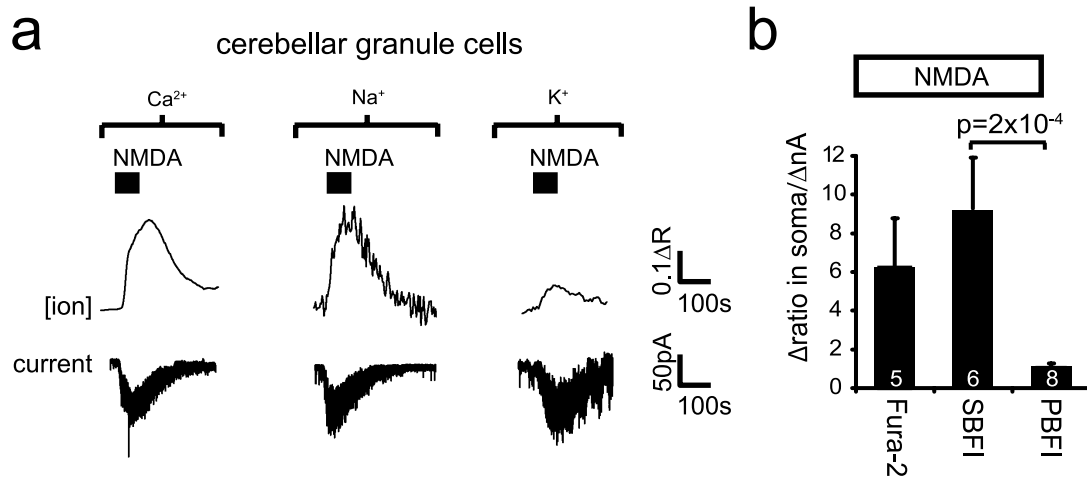 a
cerebellar granule cells
Ca²⁺
Na⁺
K⁺
NMDA
NMDA
NMDA
[ion]
0.1ΔR
100s
current
50pA
100s
b
NMDA
p=2x10⁻⁴
Δratio in soma/ΔnA
12
10
8
6
4
2
0
5
6
8
Fura-2
SBFI
PBFI